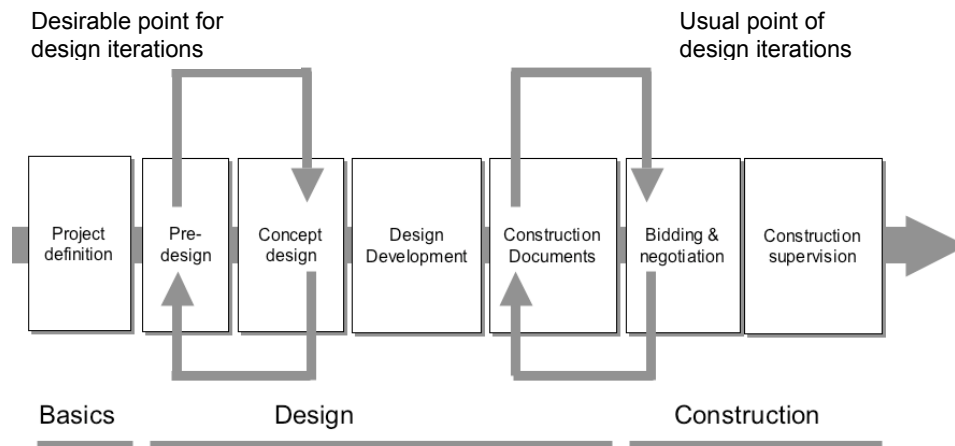 Desirable point for
design iterations
Usual point of
design iterations
Project
definition
Pre-
design
Concept
design
Design
Development
Construction
Documents
Bidding &
negotiation
Construction
supervision
Basics
Design
Construction